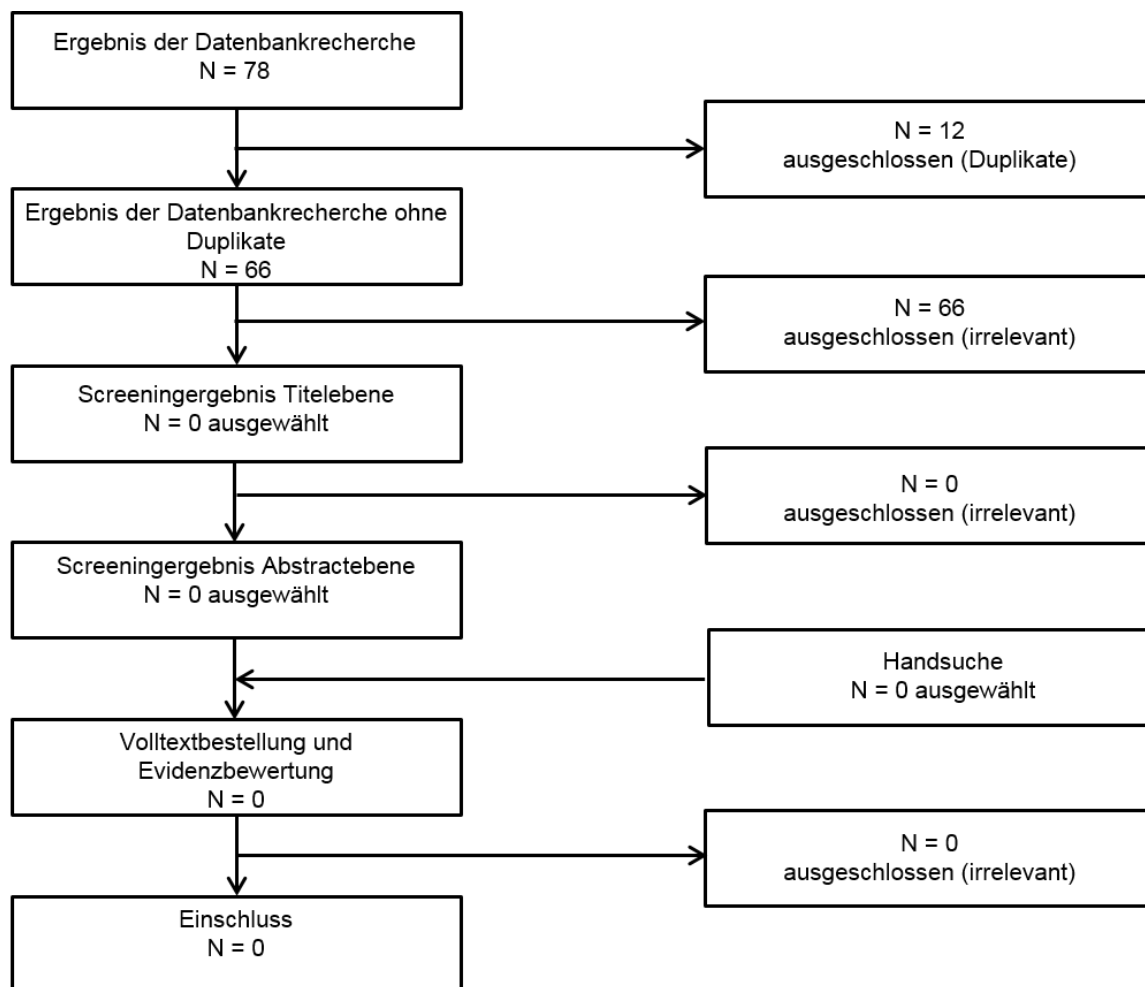 Ergebnis der Datenbankrecherche
N = 78
N = 12
ausgeschlossen (Duplikate)
Ergebnis der Datenbankrecherche ohne
Duplikate
N = 66
N = 66
ausgeschlossen (irrelevant)
Screeningergebnis Titelebene
N = 0 ausgewählt
N = 0
ausgeschlossen (irrelevant)
Screeningergebnis Abstractebene
N = 0 ausgewählt
Handsuche
N = 0 ausgewählt
Volltextbestellung und
Evidenzbewertung
N = 0
N = 0
ausgeschlossen (irrelevant)
Einschluss
N = 0